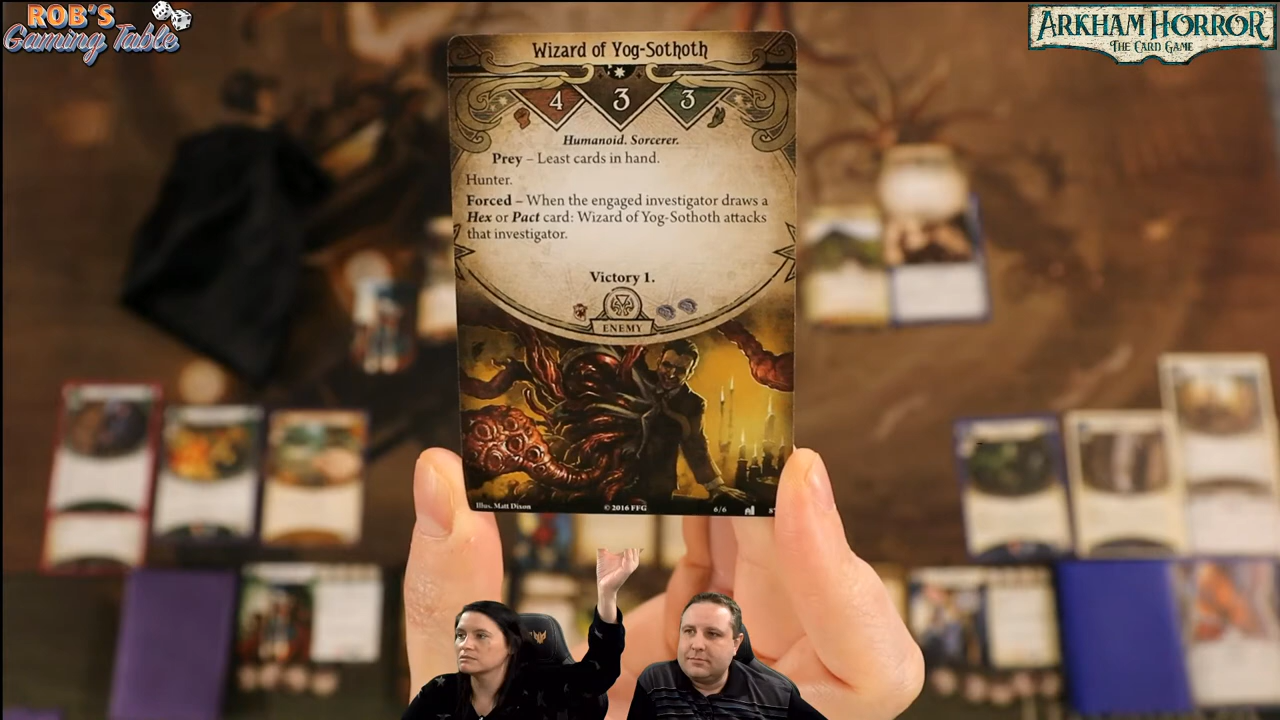 ROB'S
Gaming Table
ARKHAM HORROR
THE CARD GAME
Wizard of Yog-Sothoth
4 3 3
Humanoid. Sorcerer.
Prey – Least cards in hand.
Hunter.
Forced – When the engaged investigator draws a
Hex or Pact card: Wizard of Yog-Sothoth attacks
that investigator.
Victory 1.
ENEMY
Illus. Matt Dixon © 2016 FFG 6/6